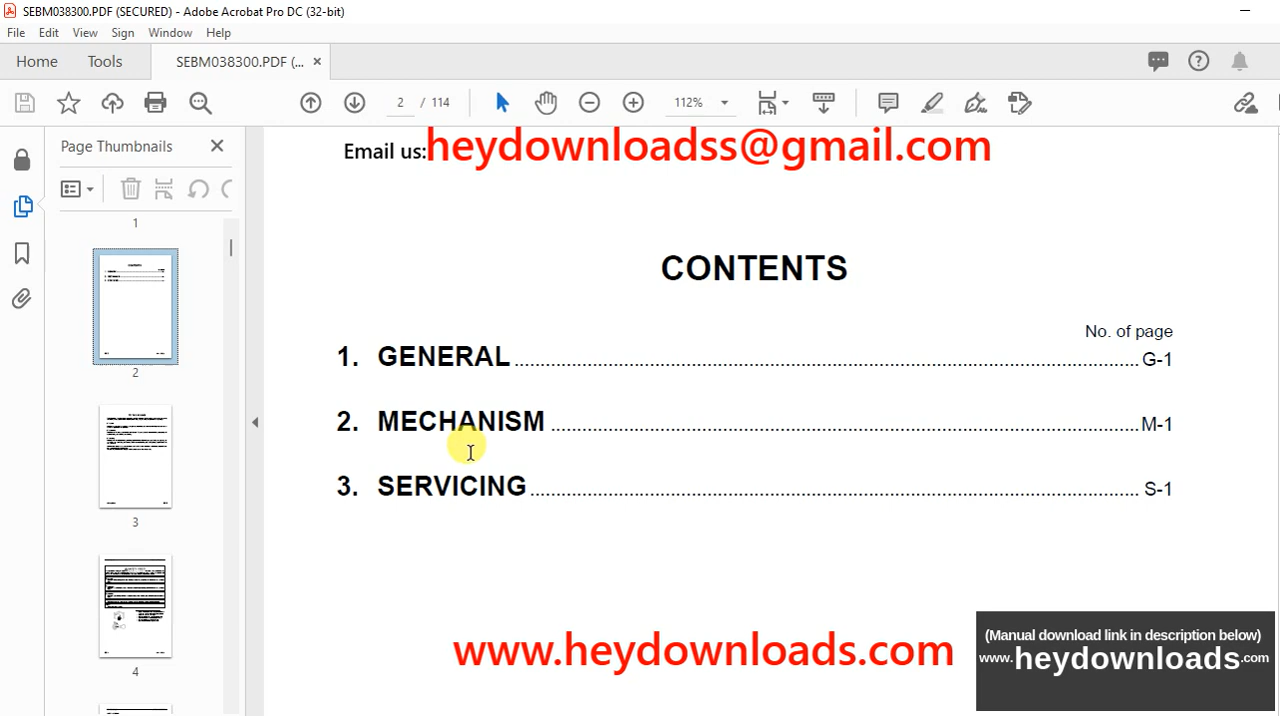 SEBM038300.PDF (SECURED) - Adobe Acrobat Pro DC (32-bit)
File Edit View Sign Window Help
Home Tools SEBM038300.PDF (... ×
2 / 114 112%
Page Thumbnails
Email us:heydownloadss@gmail.com
1
CONTENTS
No. of page
1. GENERAL ........ G-1
2
2. MECHANISM ........ M-1
3. SERVICING ........ S-1
3
(Manual download link in description below)
www.heydownloads.com
www.heydownloads.com
4